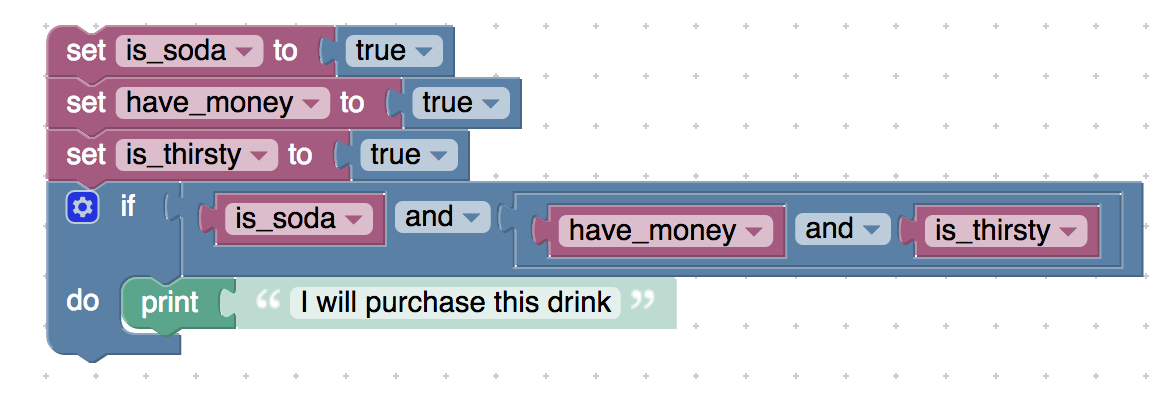 set is_soda to true
set have_money to true
set is_thirsty to true
if is_soda and have_money and is_thirsty
do print “ I will purchase this drink ”